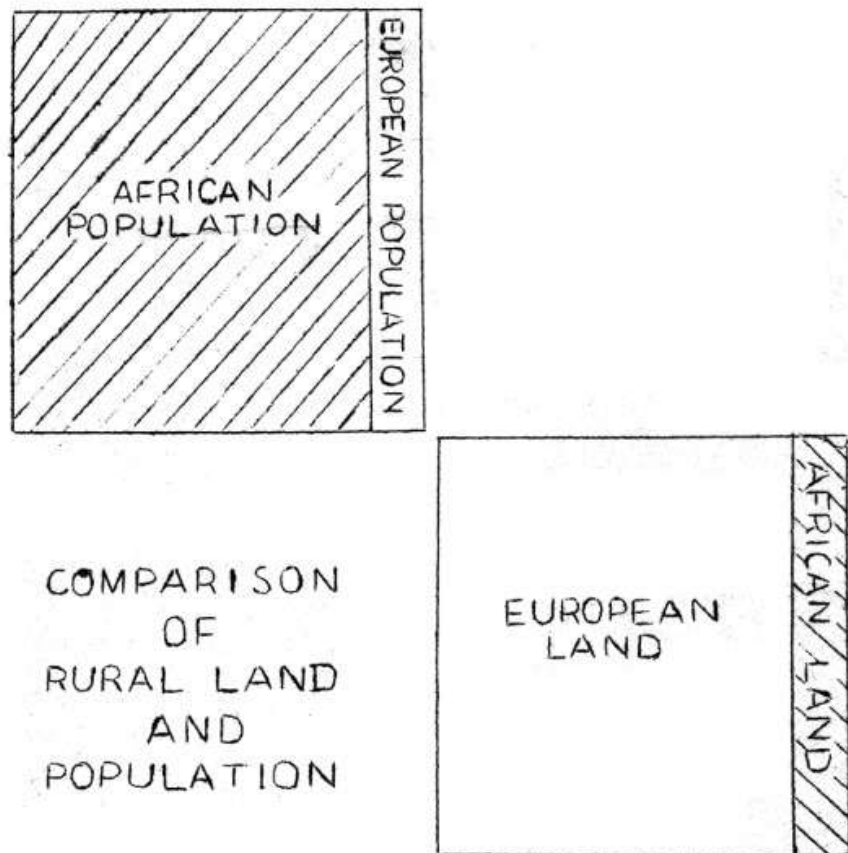 AFRICAN
POPULATION
EUROPEAN POPULATION
COMPARISON
OF
RURAL LAND
AND
POPULATION
EUROPEAN
LAND
AFRICAN LAND